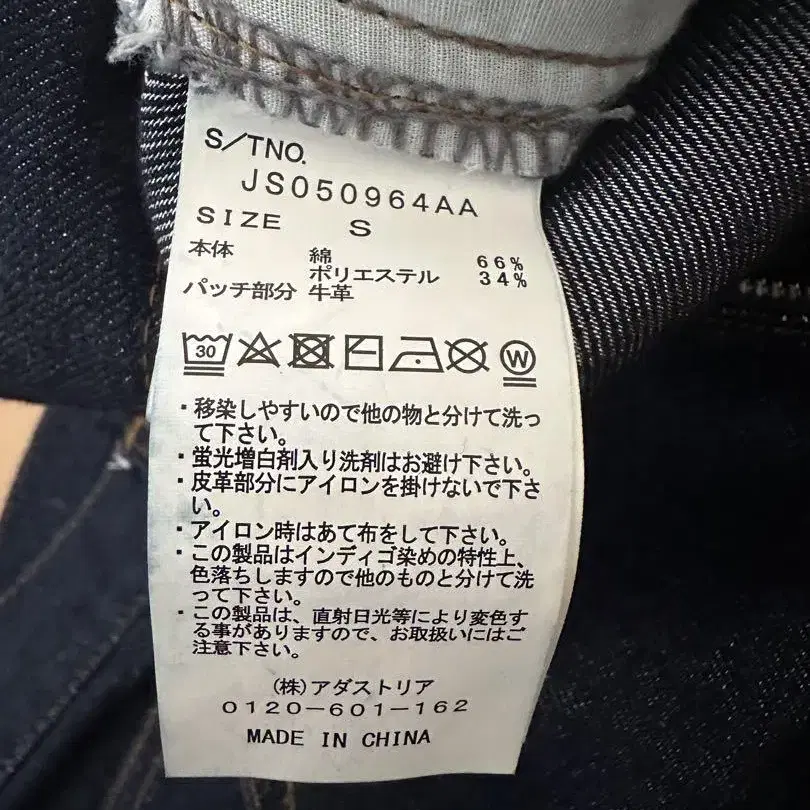 S/TNO.
JS050964AA
SIZE S
本体 綿 66%
ポリエステル 34%
パッチ部分 牛革
30 W
・移染しやすいので他の物と分けて洗っ
て下さい。
・蛍光増白剤入り洗剤はお避け下さい。
・皮革部分にアイロンを掛けないで下さ
い。
・アイロン時はあて布をして下さい。
・この製品はインディゴ染めの特性上、
色落ちしますので他のものと分けて洗
って下さい。
・この製品は、直射日光等により変色す
る事がありますので、お取扱いにはご
注意下さい。
(株)アダストリア
0120-601-162
MADE IN CHINA